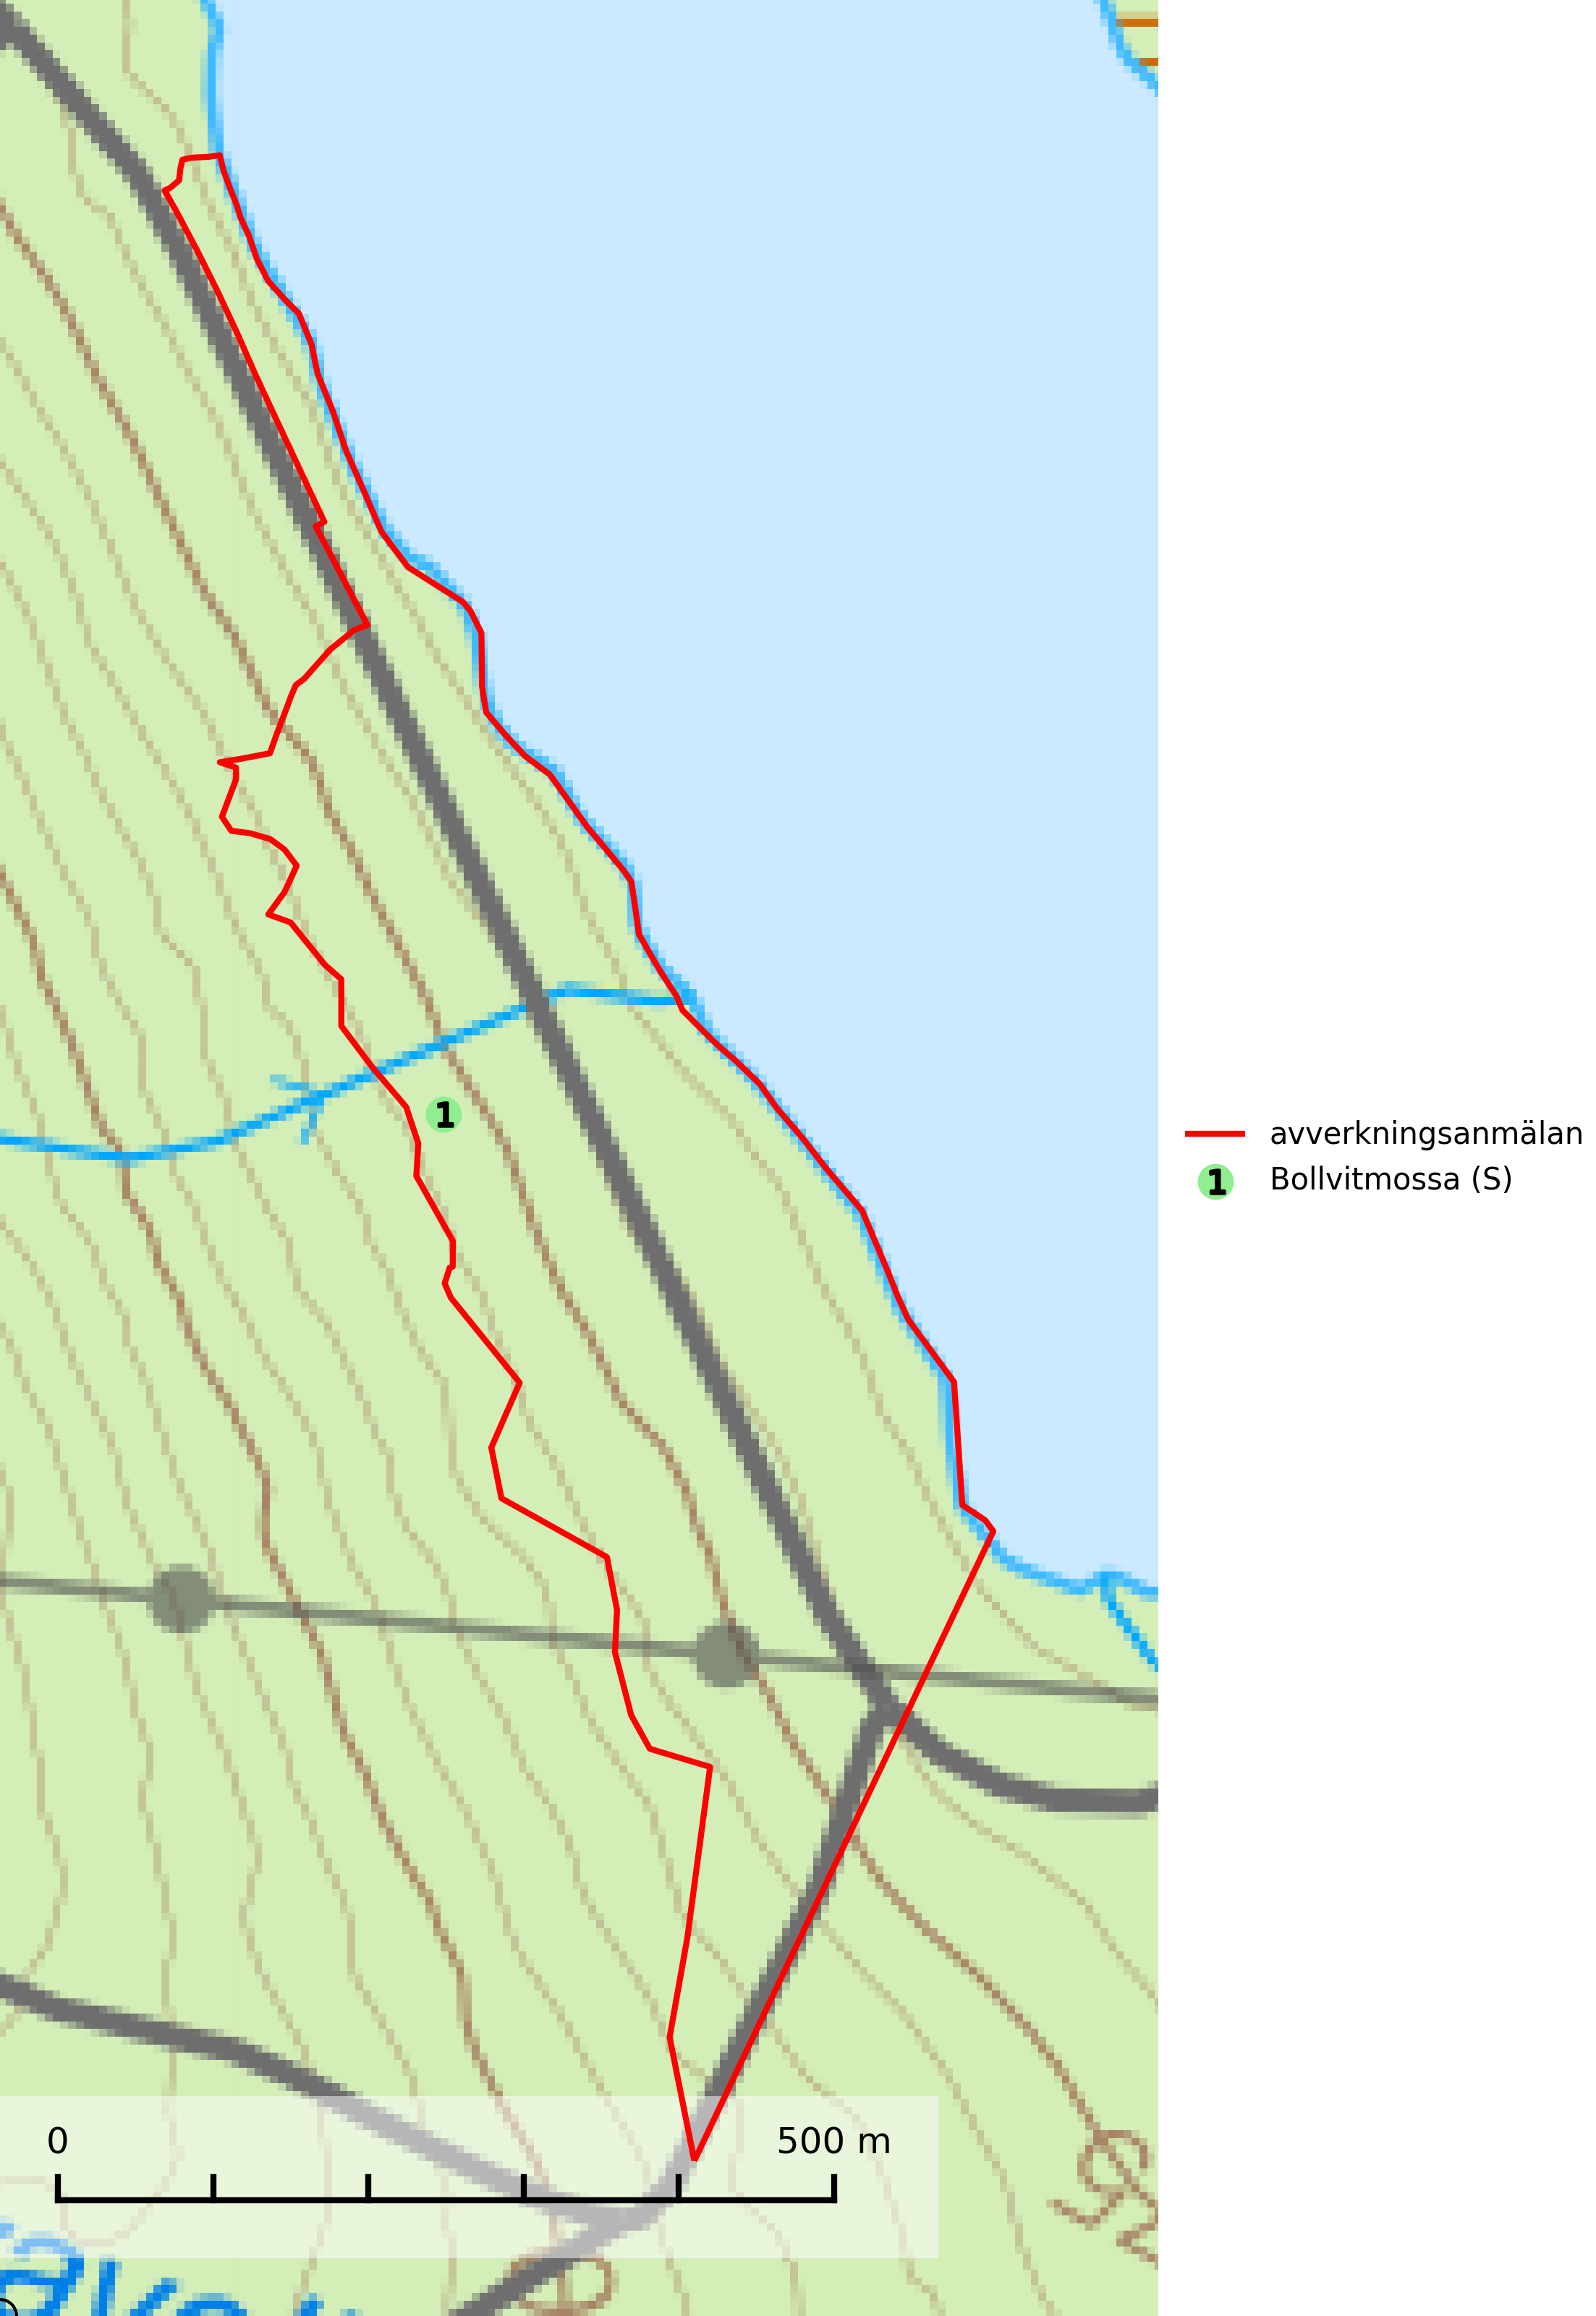 1
avverkningsanmälan
1 Bollvitmossa (S)
0 500 m